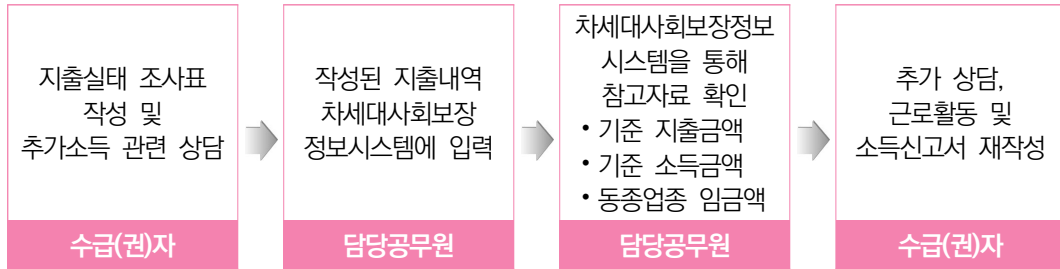 지출실태 조사표
작성 및
추가소득 관련 상담
수급(권)자
작성된 지출내역
차세대사회보장
정보시스템에 입력
담당공무원
차세대사회보장정보
시스템을 통해
참고자료 확인
• 기준 지출금액
• 기준 소득금액
• 동종업종 임금액
담당공무원
추가 상담,
근로활동 및
소득신고서 재작성
수급(권)자